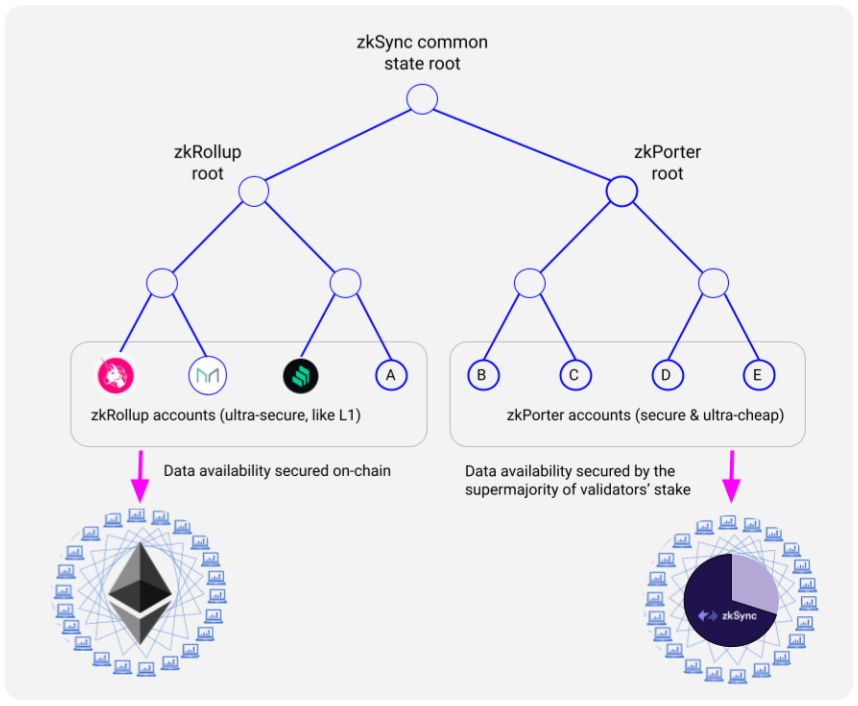 zkSync common
state root
zkRollup
root
zkPorter
root
A
B
C
D
E
zkRollup accounts (ultra-secure, like L1)
zkPorter accounts (secure & ultra-cheap)
Data availability secured on-chain
Data availability secured by the
supermajority of validators’ stake
zkSync